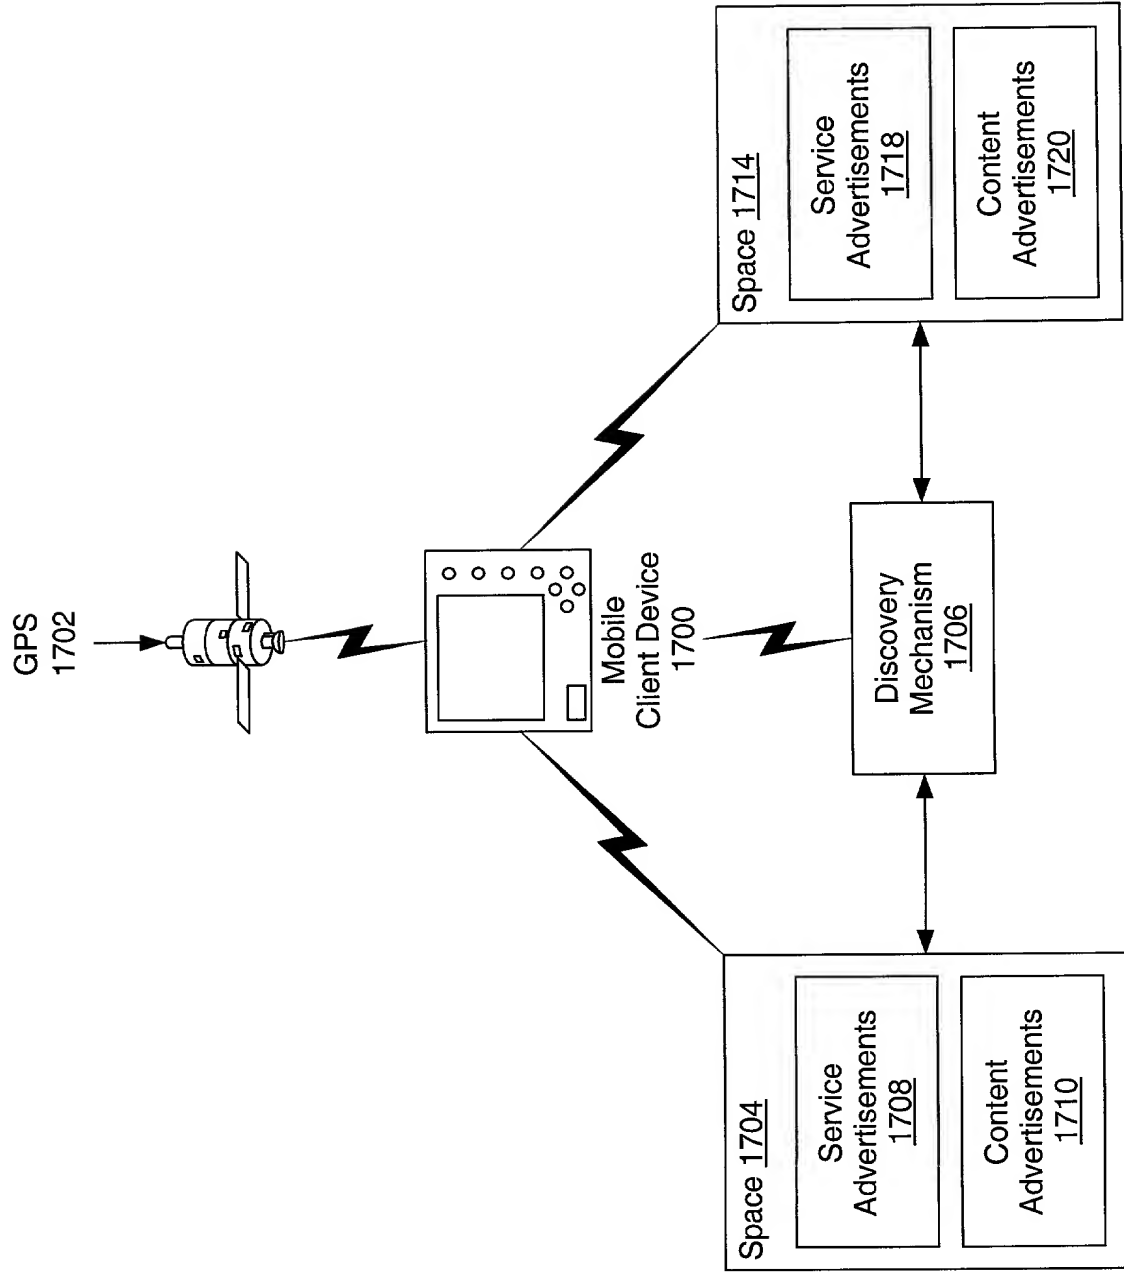 GPS
1702
Mobile
Client Device
1700
Discovery
Mechanism
1706
Space 1704
Service
Advertisements
1708
Content
Advertisements
1710
Space 1714
Service
Advertisements
1718
Content
Advertisements
1720